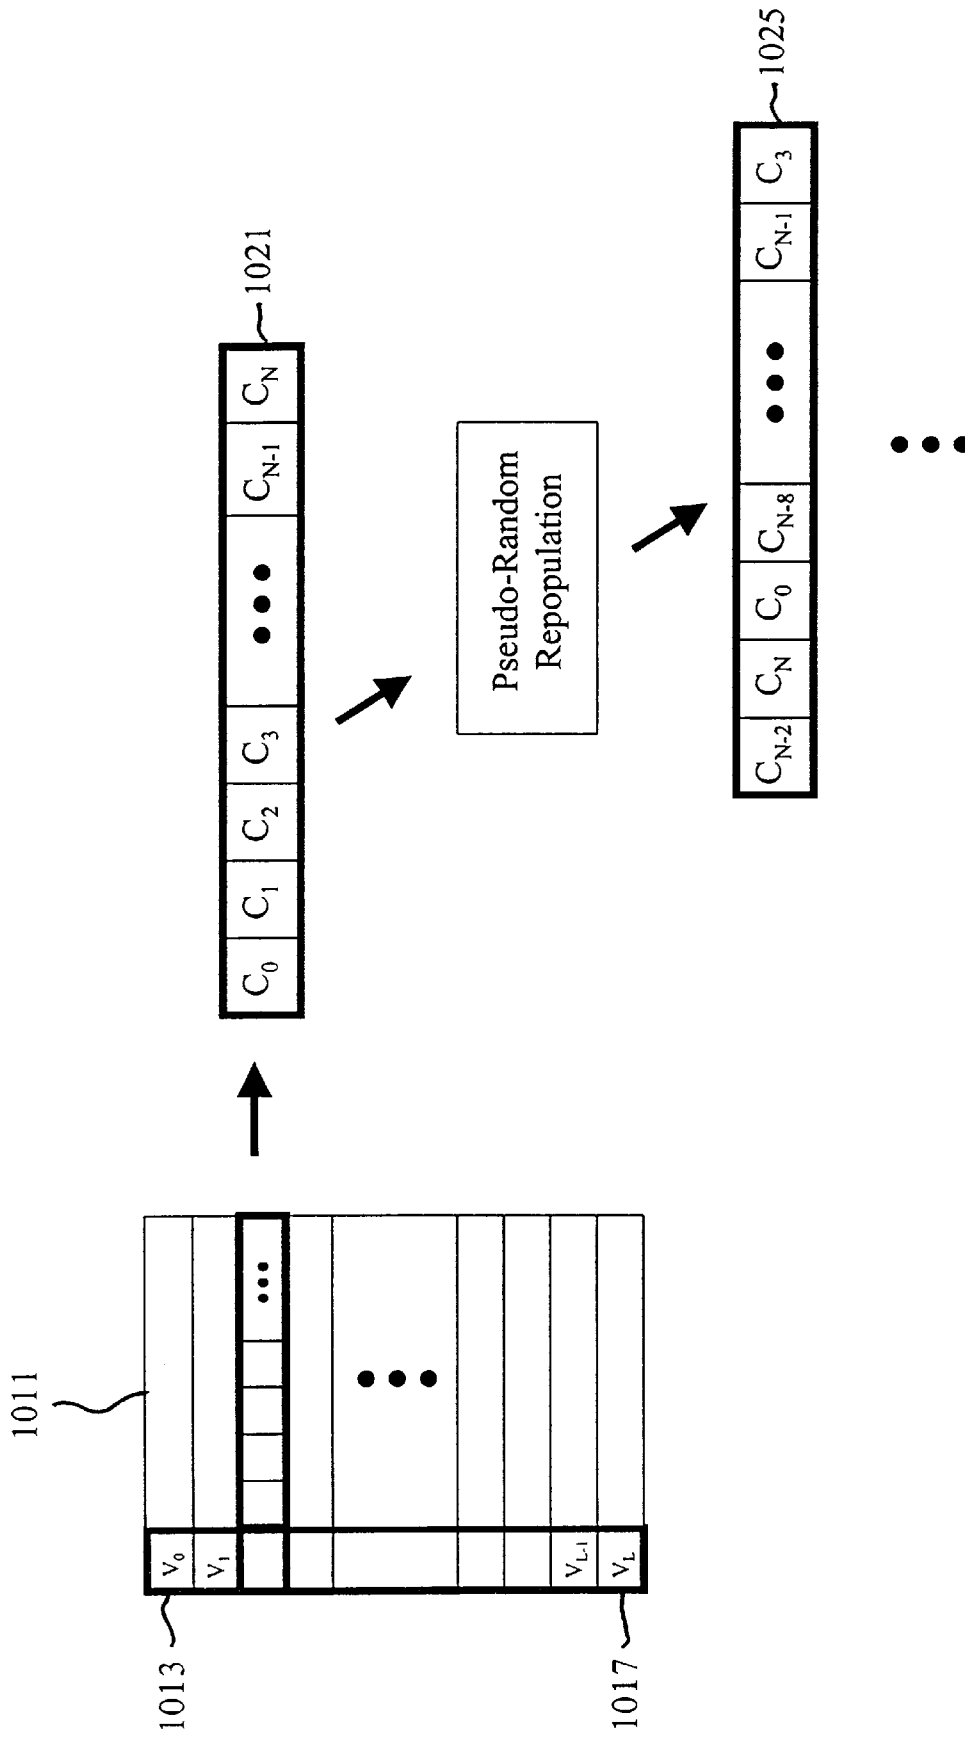 1011
1013
V0
V1
VL-1
VL
1017
C0 C1 C2 C3 ••• CN-1 CN
1021
Pseudo-Random
Repopulation
CN-2 CN C0 CN-8 ••• CN-1 C3
1025